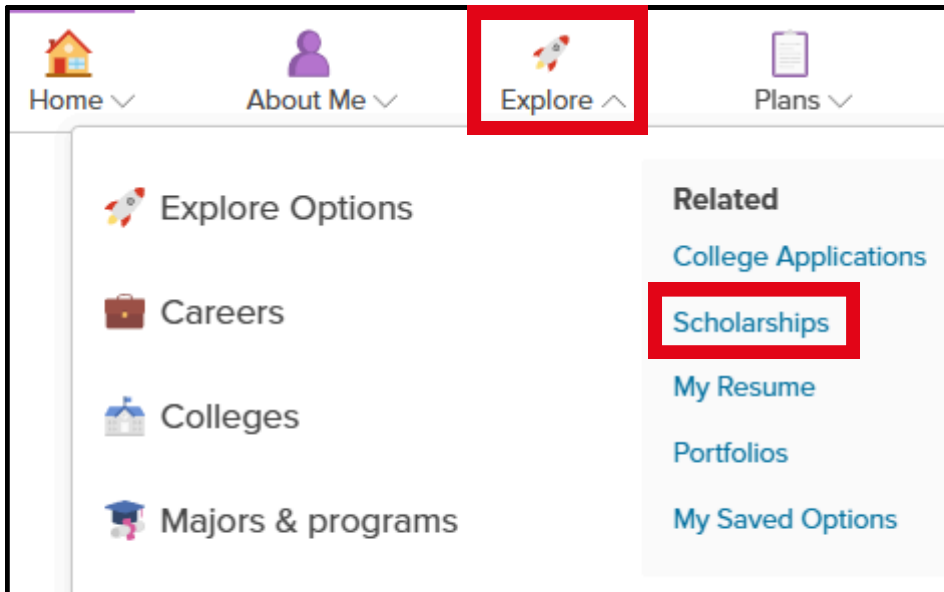 Home
About Me
Explore
Plans
Explore Options
Careers
Colleges
Majors & programs
Related
College Applications
Scholarships
My Resume
Portfolios
My Saved Options